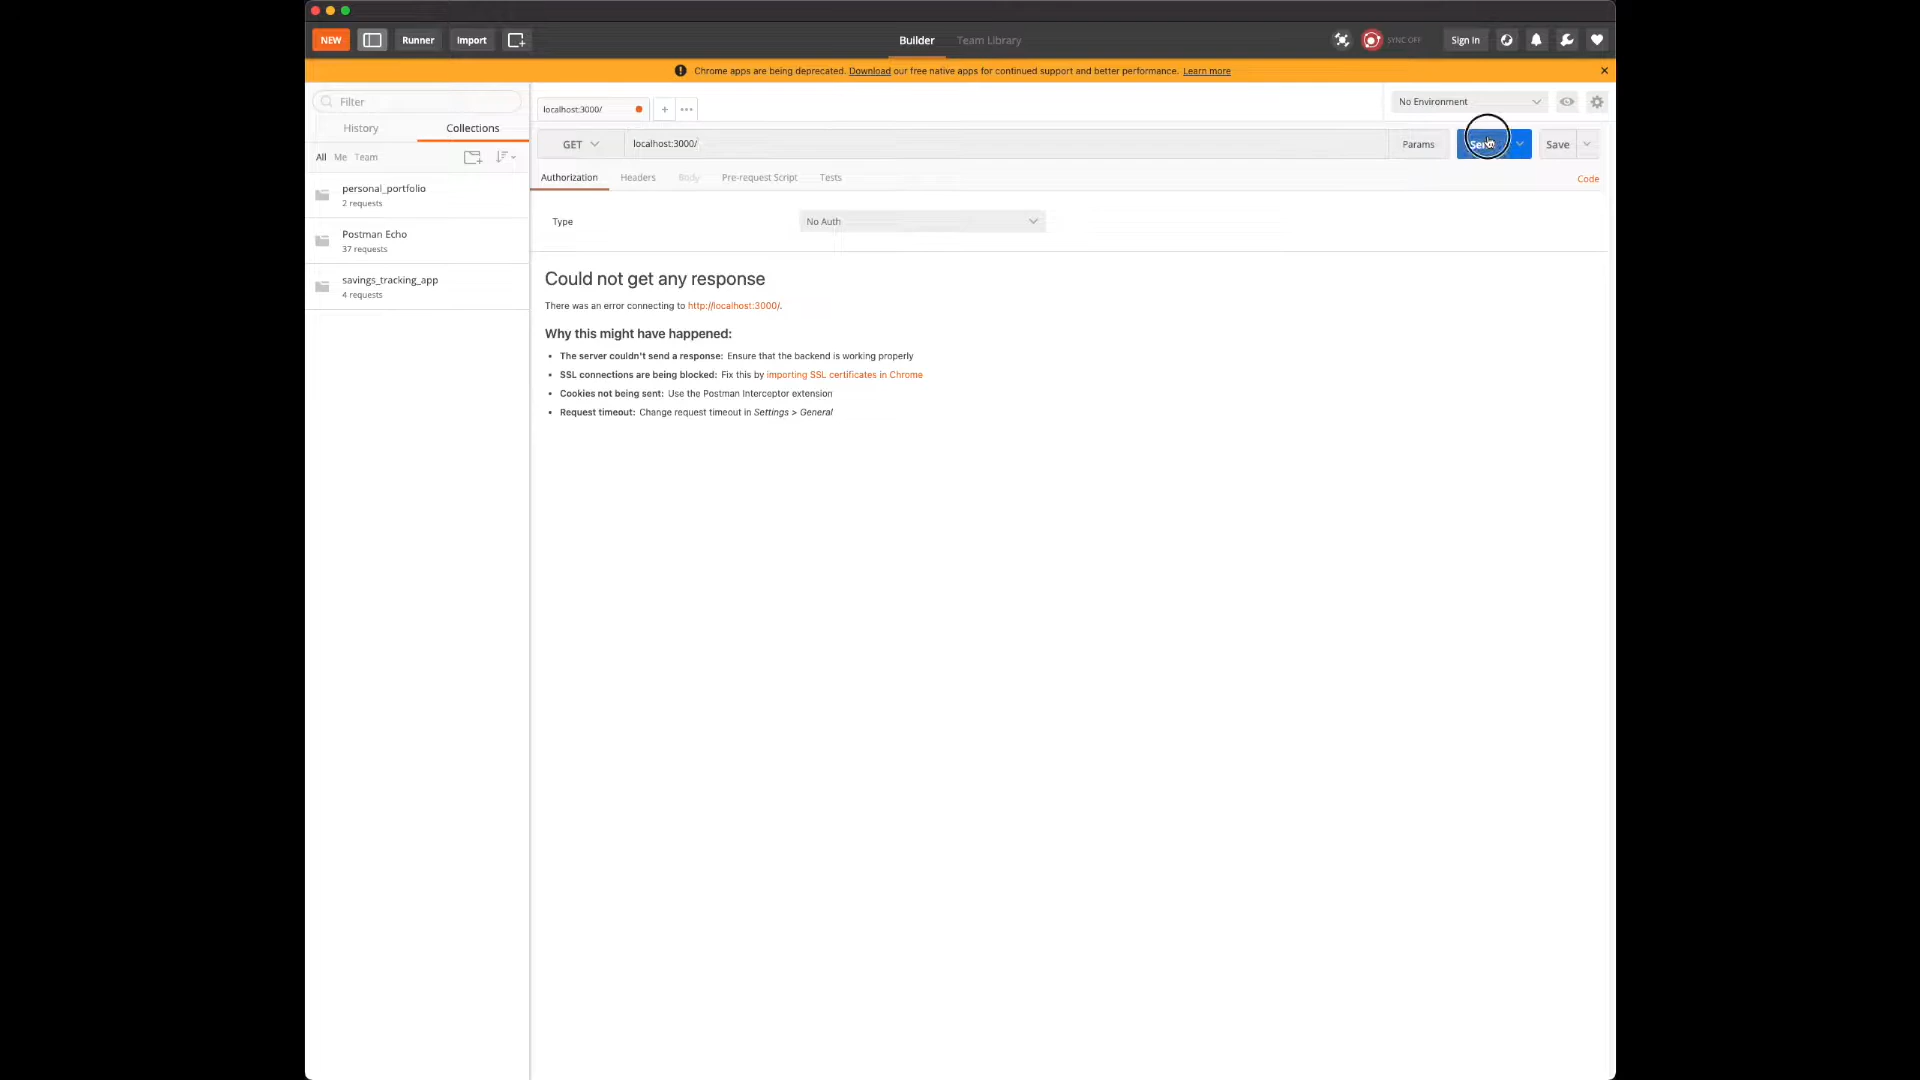 NEW Runner Import Builder Team Library SYNC OFF Sign In
Chrome apps are being deprecated. Download our free native apps for continued support and better performance. Learn more
Filter
History Collections
All Me Team
personal_portfolio
2 requests
Postman Echo
37 requests
savings_tracking_app
4 requests
localhost:3000/
No Environment
GET localhost:3000/ Params Save
Authorization Headers Body Pre-request Script Tests Code
Type No Auth
Could not get any response
There was an error connecting to http://localhost:3000/.
Why this might have happened:
• The server couldn't send a response: Ensure that the backend is working properly
• SSL connections are being blocked: Fix this by importing SSL certificates in Chrome
• Cookies not being sent: Use the Postman Interceptor extension
• Request timeout: Change request timeout in Settings > General